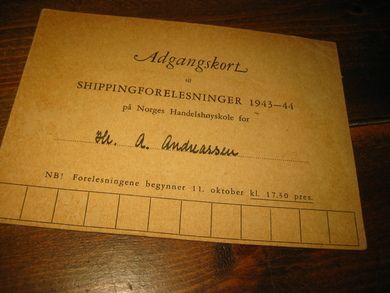 Adgangskort
til
SHIPPINGFORELESNINGER 1943—44
på Norges Handelshøyskole for
Hr. A. Andreassen
NB! Forelesningene begynner 11. oktober kl. 17.50 pres.